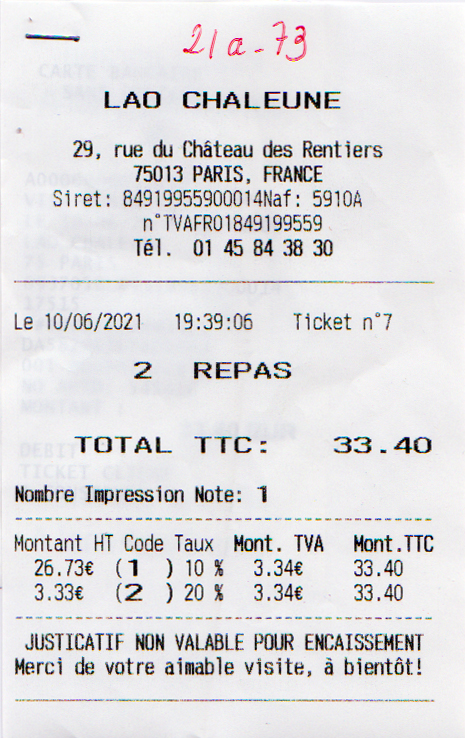 21a-73
LAO CHALEUNE
29, rue du Château des Rentiers
75013 PARIS, FRANCE
Siret: 84919955900014Naf: 5910A
n°TVAFR01849199559
Tél. 01 45 84 38 30
Le 10/06/2021 19:39:06 Ticket n°7
2 REPAS
TOTAL TTC: 33.40
Nombre Impression Note: 1
Montant HT Code Taux Mont. TVA Mont.TTC
26.73€ (1 ) 10 % 3.34€ 33.40
3.33€ (2 ) 20 % 3.34€ 33.40
JUSTICATIF NON VALABLE POUR ENCAISSEMENT
Merci de votre aimable visite, à bientôt!